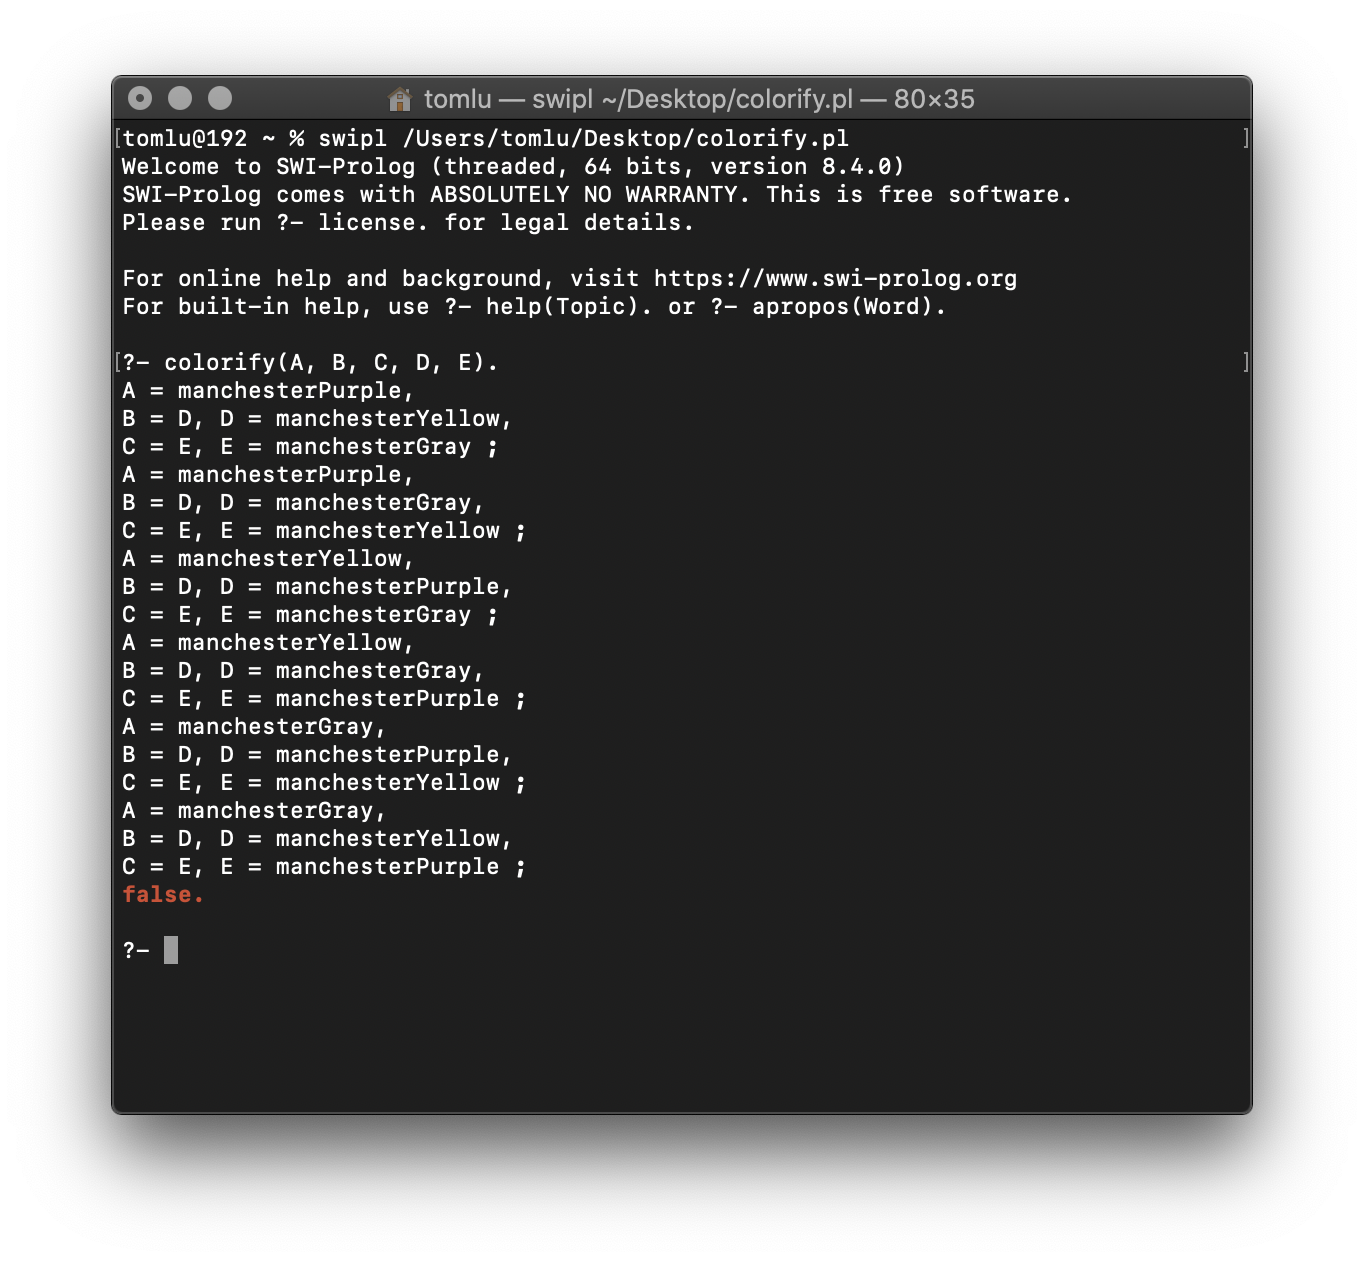 tomlu — swipl ~/Desktop/colorify.pl — 80×35
[tomlu@192 ~ % swipl /Users/tomlu/Desktop/colorify.pl ]
Welcome to SWI-Prolog (threaded, 64 bits, version 8.4.0)
SWI-Prolog comes with ABSOLUTELY NO WARRANTY. This is free software.
Please run ?- license. for legal details.
For online help and background, visit https://www.swi-prolog.org
For built-in help, use ?- help(Topic). or ?- apropos(Word).
[?- colorify(A, B, C, D, E). ]
A = manchesterPurple,
B = D, D = manchesterYellow,
C = E, E = manchesterGray ;
A = manchesterPurple,
B = D, D = manchesterGray,
C = E, E = manchesterYellow ;
A = manchesterYellow,
B = D, D = manchesterPurple,
C = E, E = manchesterGray ;
A = manchesterYellow,
B = D, D = manchesterGray,
C = E, E = manchesterPurple ;
A = manchesterGray,
B = D, D = manchesterPurple,
C = E, E = manchesterYellow ;
A = manchesterGray,
B = D, D = manchesterYellow,
C = E, E = manchesterPurple ;
false.
?-